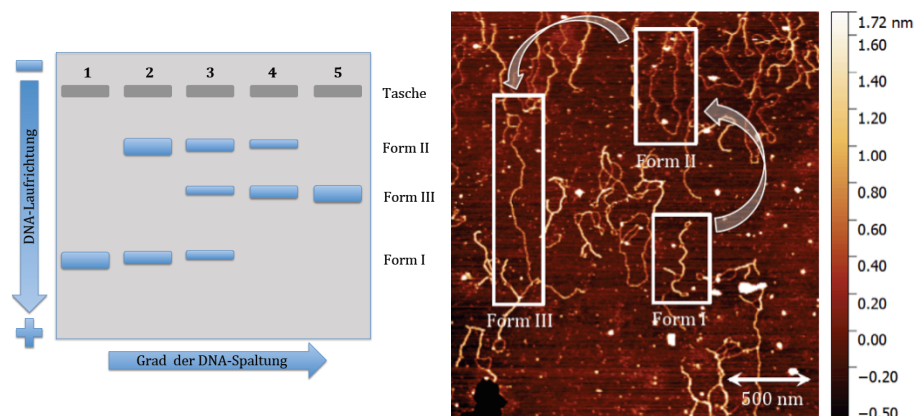 1 2 3 4 5
Tasche
Form II
Form III
Form I
DNA-Laufrichtung
Grad der DNA-Spaltung
Form II
Form III
Form I
500 nm
1.72 nm
1.60
1.40
1.20
1.00
0.80
0.60
0.40
0.20
0.00
−0.20
−0.50